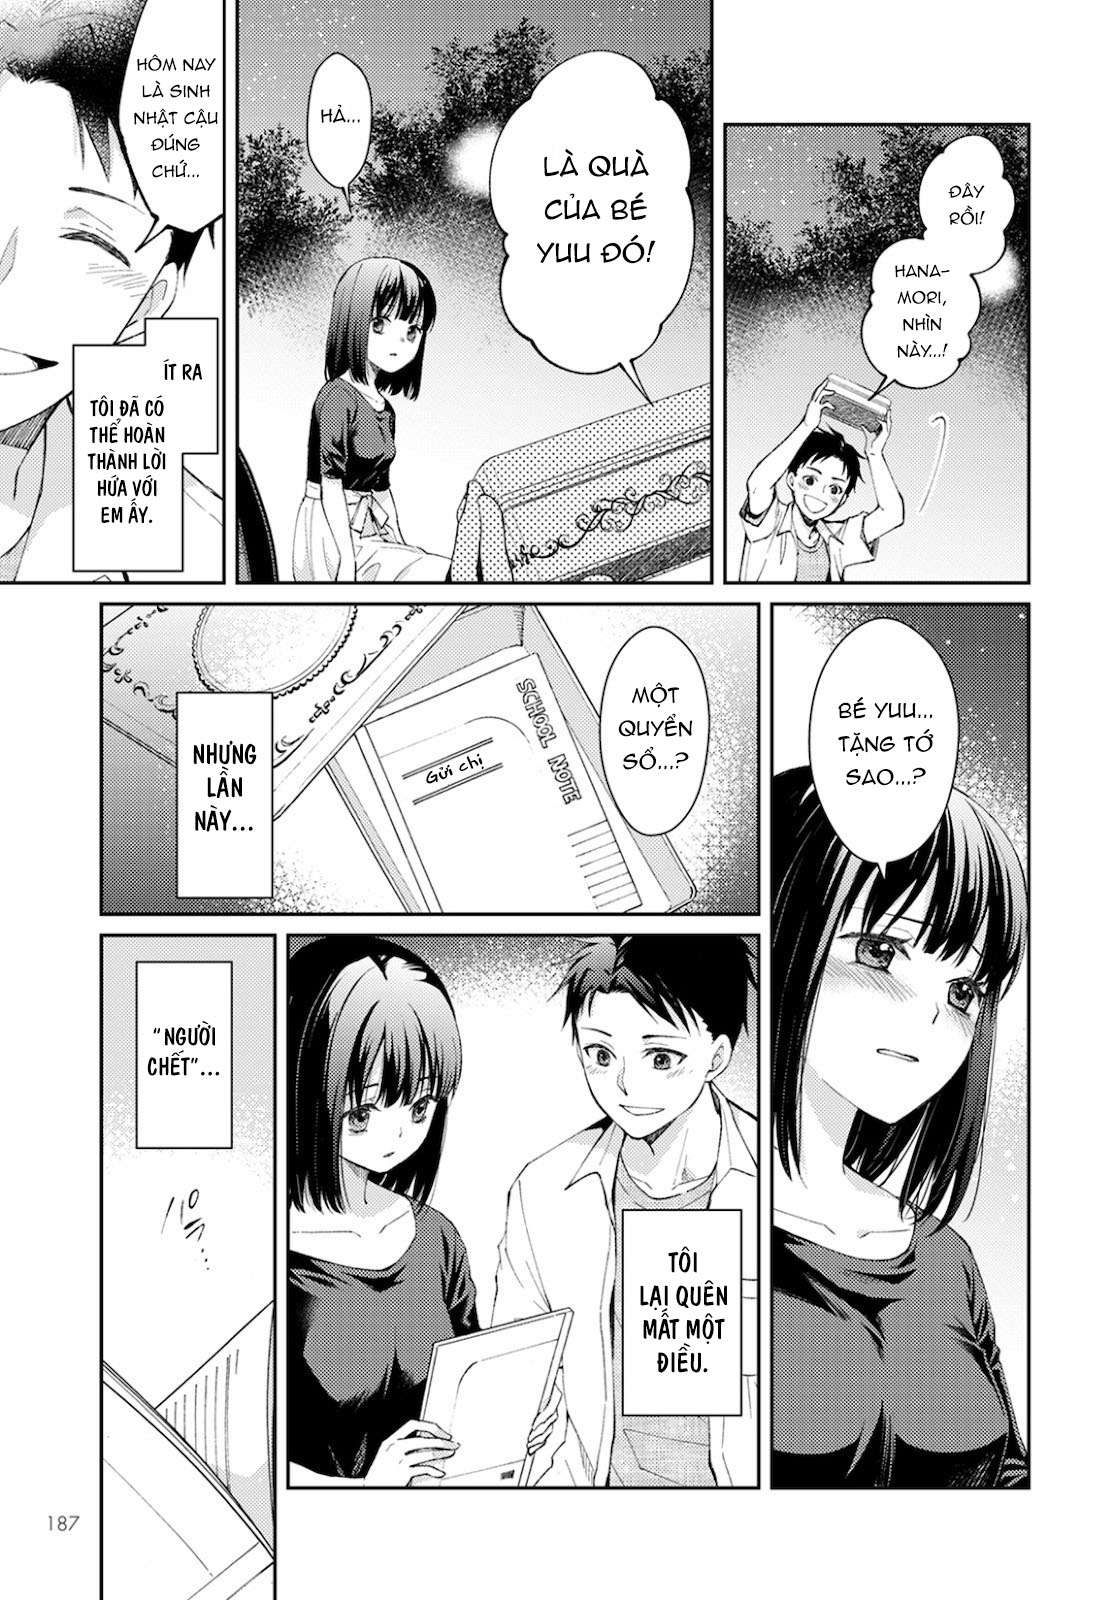 ĐÂY
RỒI!
HANA-
MORI,
NHÌN
NÀY...!
LÀ QUÀ
CỦA BÉ
YUU ĐÓ!
HẢ...
HÔM NAY
LÀ SINH
NHẬT CẬU
ĐÚNG
CHỨ...
ÍT RA
TÔI ĐÃ CÓ
THỂ HOÀN
THÀNH LỜI
HỨA VỚI
EM ẤY.
BÉ YUU...
TẶNG TỚ
SAO...?
MỘT
QUYỂN
SỔ...?
SCHOOL NOTE
Gửi chị
NHƯNG
LẦN
NÀY...
TÔI
LẠI QUÊN
MẤT MỘT
ĐIỀU.
“NGƯỜI
CHẾT”...
187